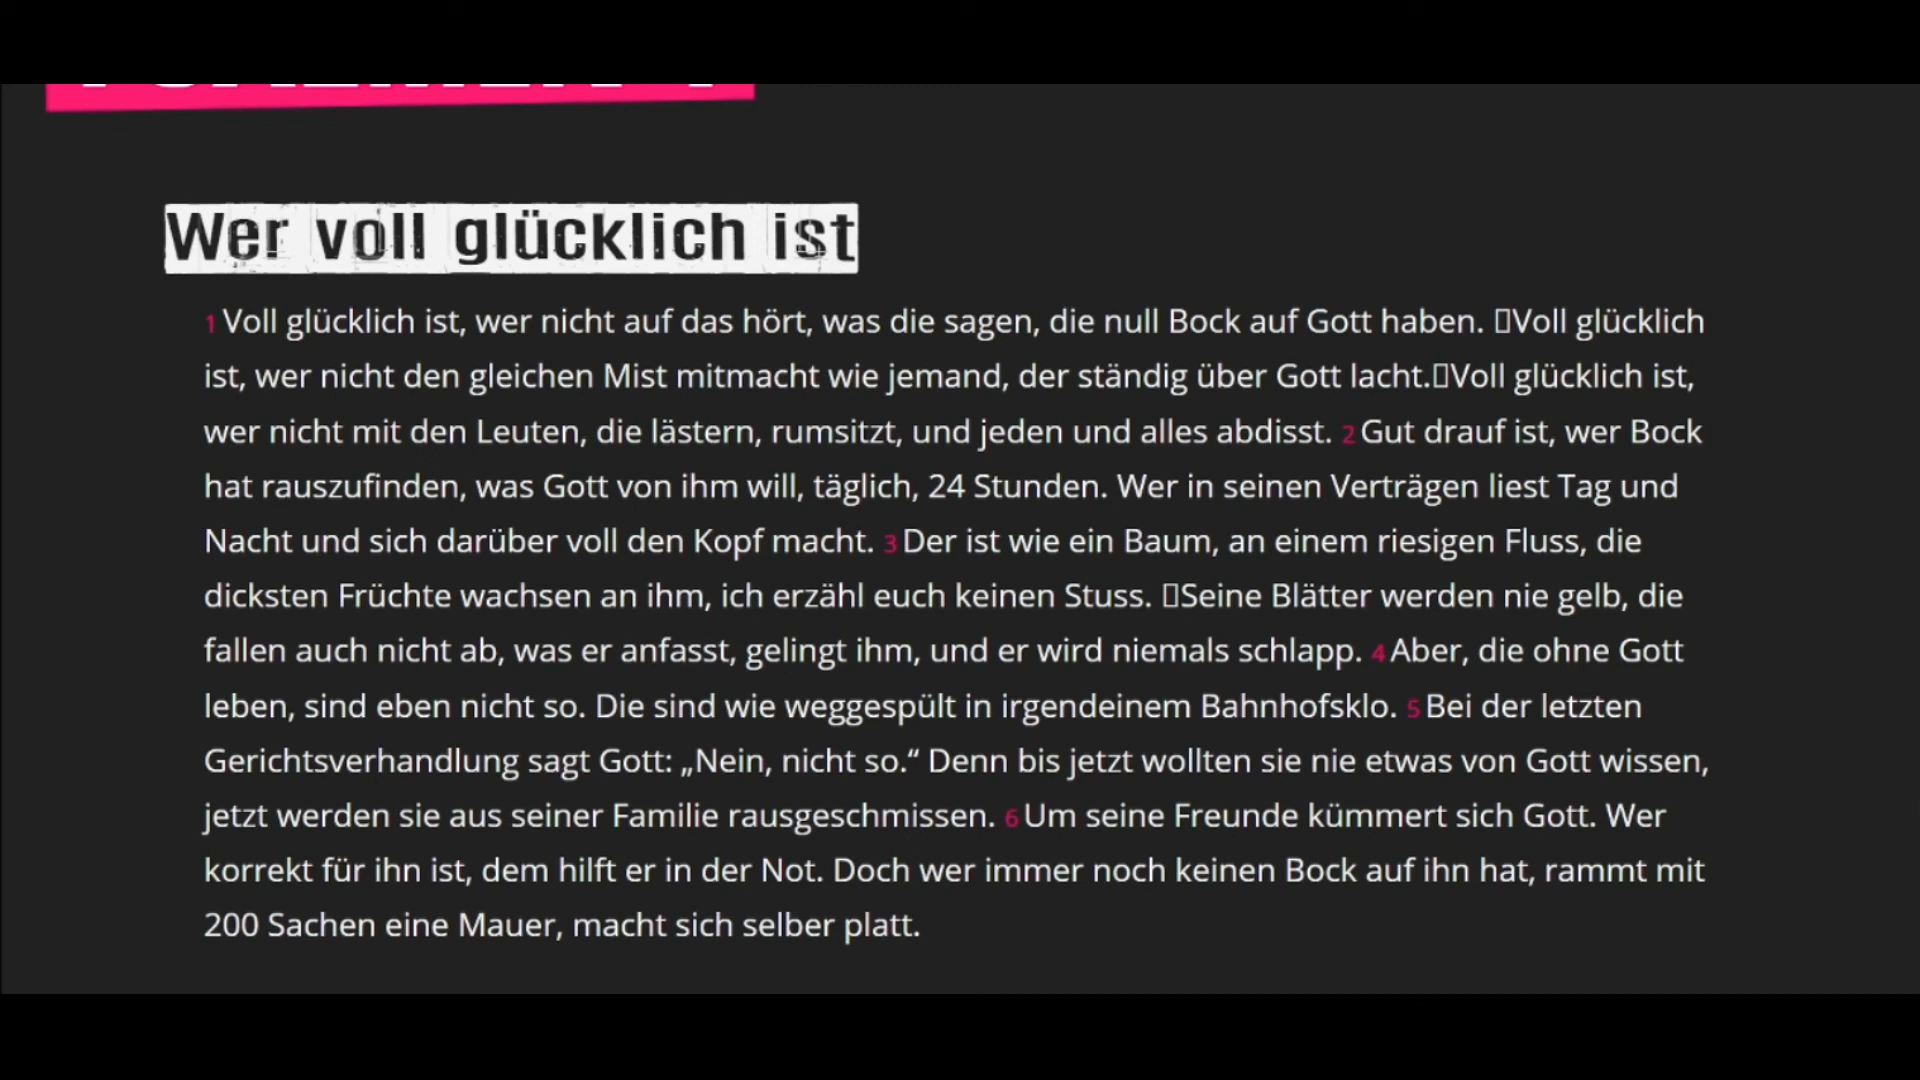 Wer voll glücklich ist
1 Voll glücklich ist, wer nicht auf das hört, was die sagen, die null Bock auf Gott haben. Voll glücklich
ist, wer nicht den gleichen Mist mitmacht wie jemand, der ständig über Gott lacht. Voll glücklich ist,
wer nicht mit den Leuten, die lästern, rumsitzt, und jeden und alles abdisst. 2 Gut drauf ist, wer Bock
hat rauszufinden, was Gott von ihm will, täglich, 24 Stunden. Wer in seinen Verträgen liest Tag und
Nacht und sich darüber voll den Kopf macht. 3 Der ist wie ein Baum, an einem riesigen Fluss, die
dicksten Früchte wachsen an ihm, ich erzähl euch keinen Stuss. Seine Blätter werden nie gelb, die
fallen auch nicht ab, was er anfasst, gelingt ihm, und er wird niemals schlapp. 4 Aber, die ohne Gott
leben, sind eben nicht so. Die sind wie weggespült in irgendeinem Bahnhofsklo. 5 Bei der letzten
Gerichtsverhandlung sagt Gott: „Nein, nicht so.“ Denn bis jetzt wollten sie nie etwas von Gott wissen,
jetzt werden sie aus seiner Familie rausgeschmissen. 6 Um seine Freunde kümmert sich Gott. Wer
korrekt für ihn ist, dem hilft er in der Not. Doch wer immer noch keinen Bock auf ihn hat, rammt mit
200 Sachen eine Mauer, macht sich selber platt.